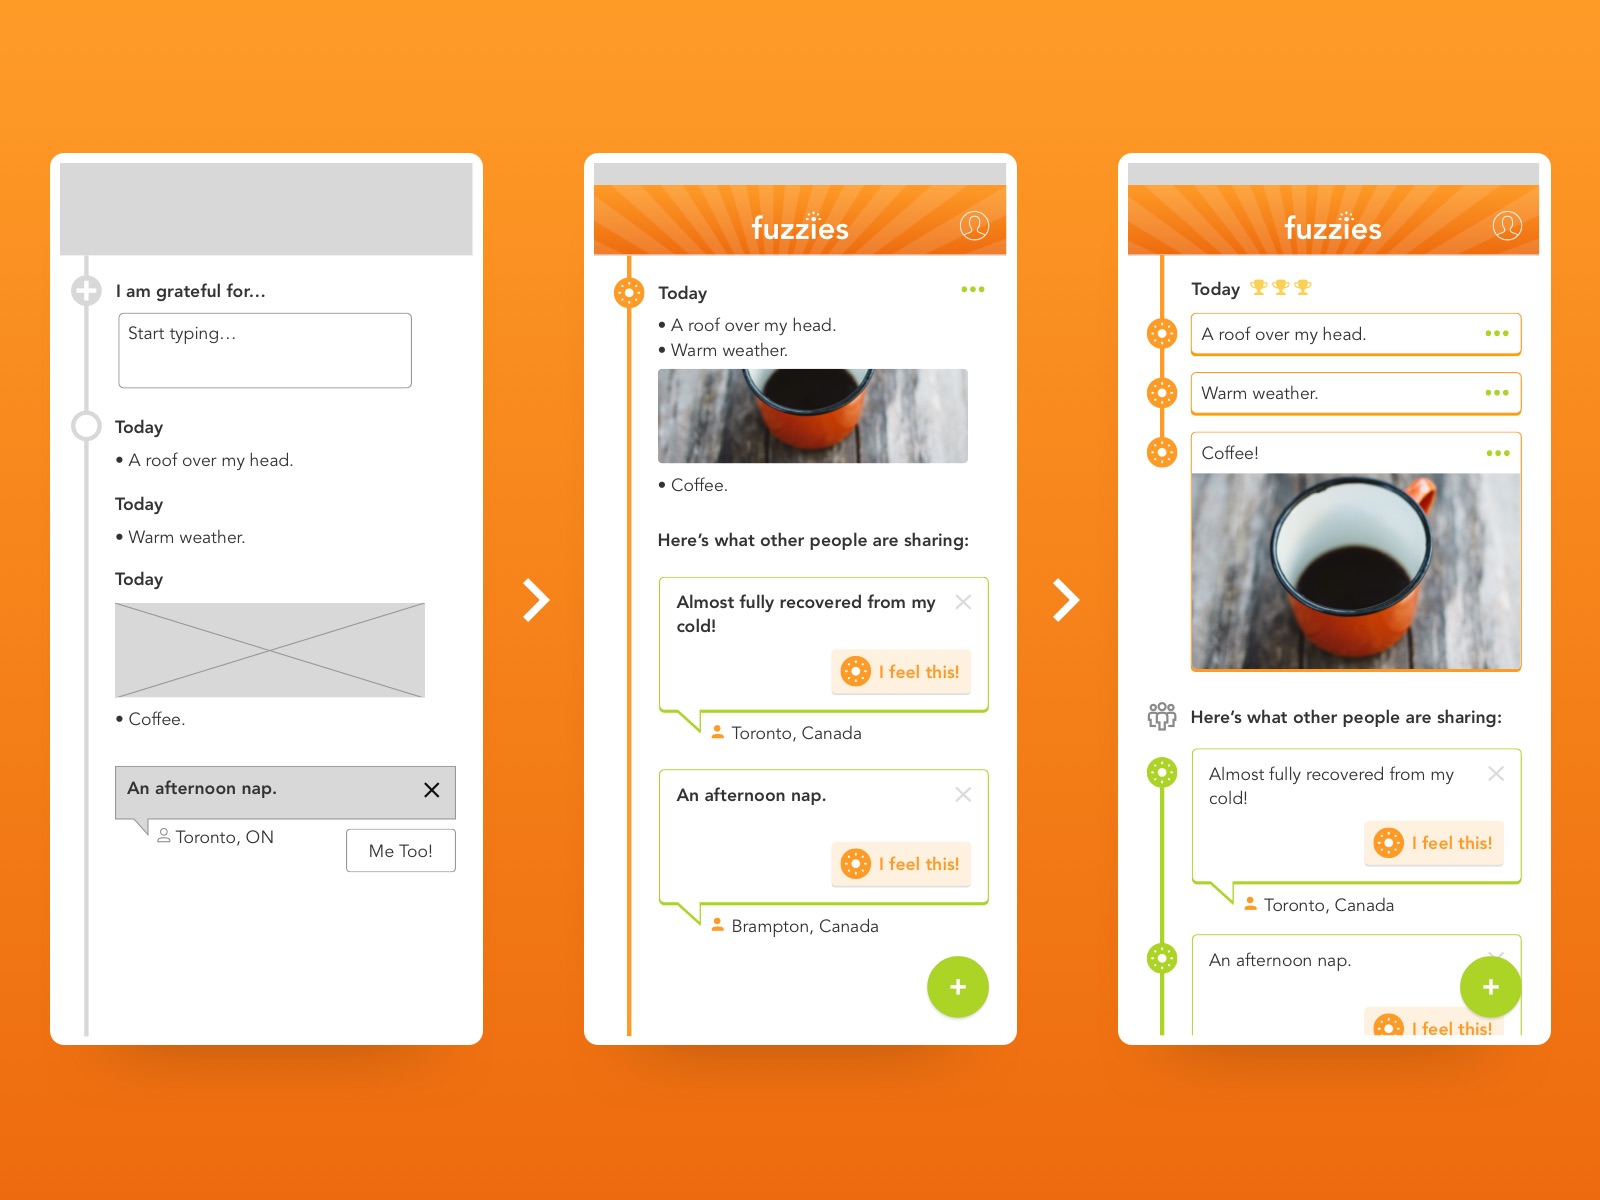 I am grateful for...
Start typing...
Today
• A roof over my head.
Today
• Warm weather.
Today
• Coffee.
An afternoon nap.
Toronto, ON
Me Too!
fuzzies
Today
• A roof over my head.
• Warm weather.
• Coffee.
Here's what other people are sharing:
Almost fully recovered from my
cold!
I feel this!
Toronto, Canada
An afternoon nap.
I feel this!
Brampton, Canada
+
fuzzies
Today
A roof over my head.
Warm weather.
Coffee!
Here's what other people are sharing:
Almost fully recovered from my
cold!
I feel this!
Toronto, Canada
An afternoon nap.
+
I feel this!